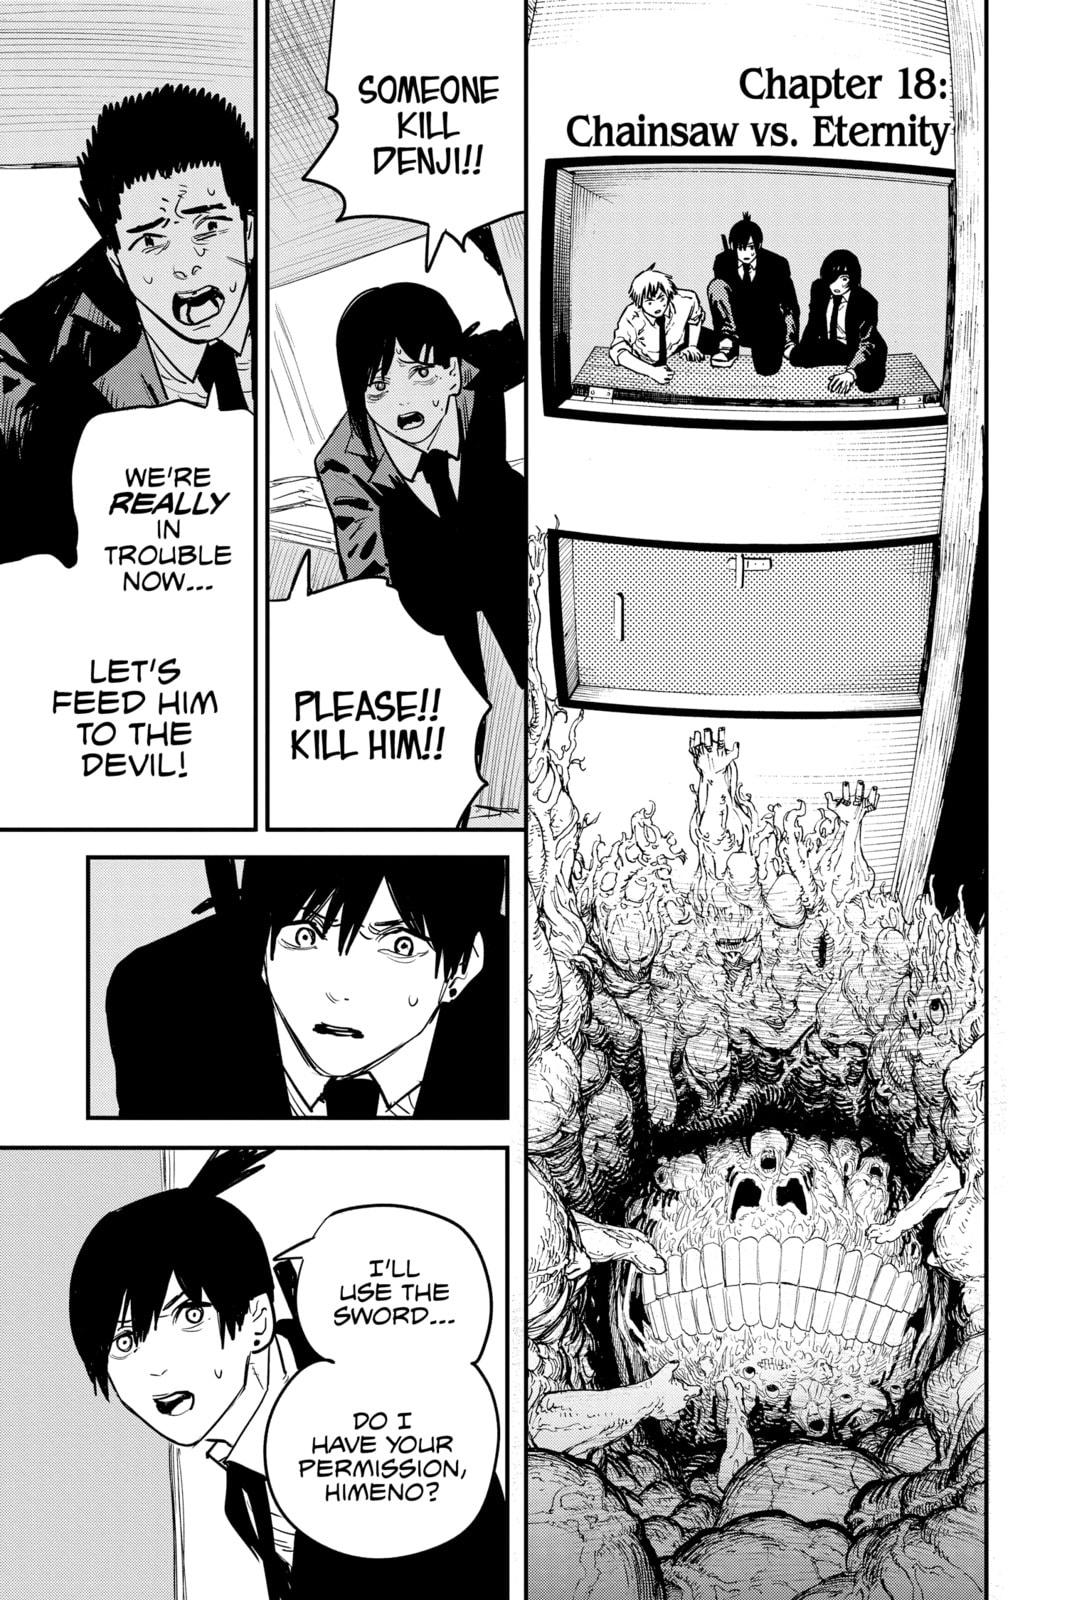 Chapter 18:
Chainsaw vs. Eternity
SOMEONE
KILL
DENJI!!
PLEASE!!
KILL HIM!!
WE'RE
REALLY
IN
TROUBLE
NOW...
LET'S
FEED HIM
TO THE
DEVIL!
I'LL
USE THE
SWORD...
DO I
HAVE YOUR
PERMISSION,
HIMENO?